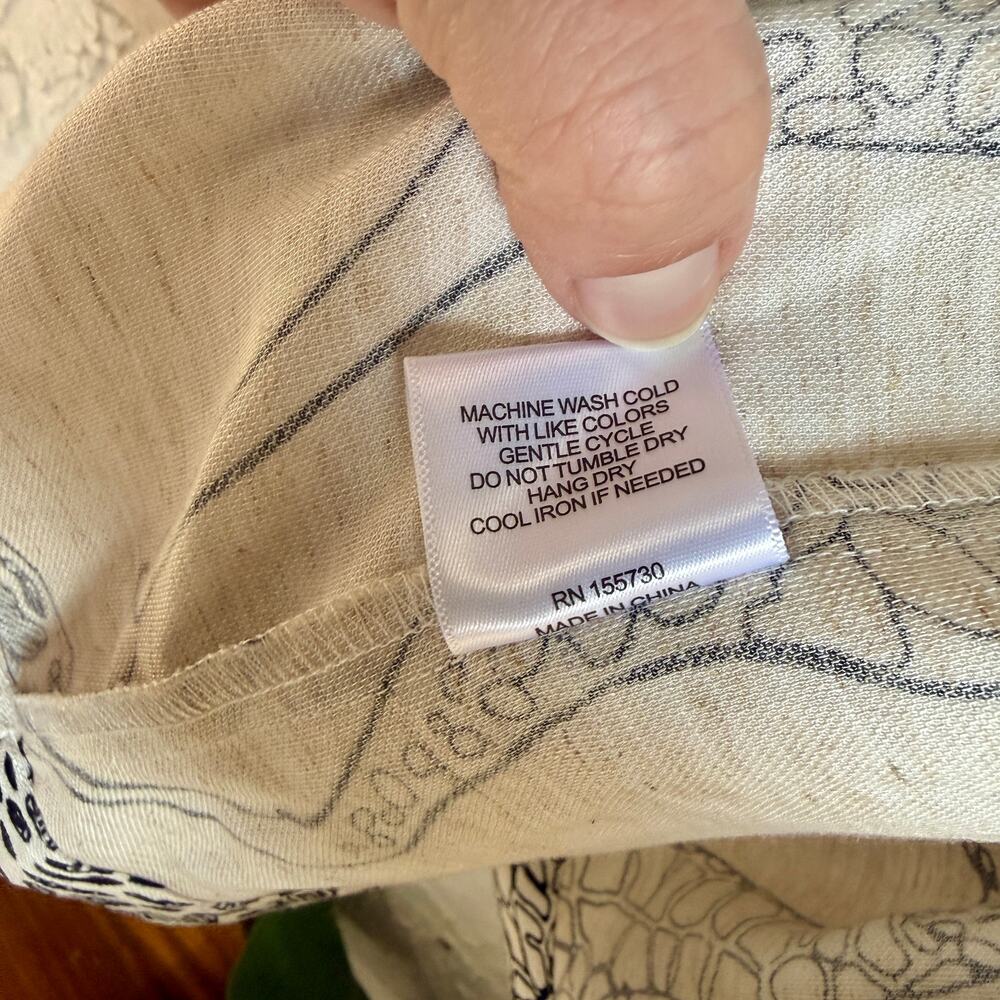 MACHINE WASH COLD
WITH LIKE COLORS
GENTLE CYCLE
DO NOT TUMBLE DRY
HANG DRY
COOL IRON IF NEEDED
RN 155730
MADE IN CHINA